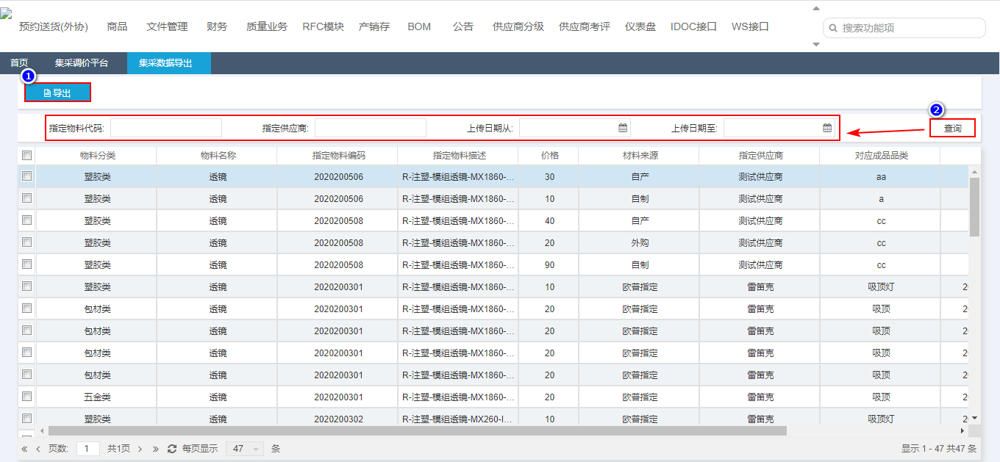 预约送货(外协) 商品 文件管理 财务 质量业务 RFC模块 产销存 BOM 公告 供应商分级 供应商考评 仪表盘 IDOC接口 WS接口 搜索功能项
首页 集采调价平台 集采数据导出
1
导出
2
指定物料代码: 指定供应商: 上传日期从: 上传日期至: 查询
物料分类 物料名称 指定物料编码 指定物料描述 价格 材料来源 指定供应商 对应成品品类
塑胶类 透镜 2020200506 R-注塑-模组透镜-MX1860-... 30 自产 测试供应商 aa
塑胶类 透镜 2020200506 R-注塑-模组透镜-MX1860-... 10 自制 测试供应商 a
塑胶类 透镜 2020200508 R-注塑-模组透镜-MX1860-... 40 自产 测试供应商 cc
塑胶类 透镜 2020200508 R-注塑-模组透镜-MX1860-... 20 外购 测试供应商 cc
塑胶类 透镜 2020200508 R-注塑-模组透镜-MX1860-... 90 自制 测试供应商 cc
塑胶类 透镜 2020200301 R-注塑-模组透镜-MX1860-... 10 欧普指定 雷笛克 吸顶灯
包材类 透镜 2020200301 R-注塑-模组透镜-MX1860-... 20 欧普指定 雷笛克 吸顶
包材类 透镜 2020200301 R-注塑-模组透镜-MX1860-... 20 欧普指定 雷笛克 吸顶
包材类 透镜 2020200301 R-注塑-模组透镜-MX1860-... 20 欧普指定 雷笛克 吸顶
包材类 透镜 2020200301 R-注塑-模组透镜-MX1860-... 20 欧普指定 雷笛克 吸顶
五金类 透镜 2020200301 R-注塑-模组透镜-MX1860-... 20 欧普指定 雷笛克 吸顶
塑胶类 透镜 2020200302 R-注塑-模组透镜-MX260-I... 10 欧普指定 雷笛克 吸顶灯
页数: 1 共1页 每页显示 47 条 显示 1 - 47 共47 条